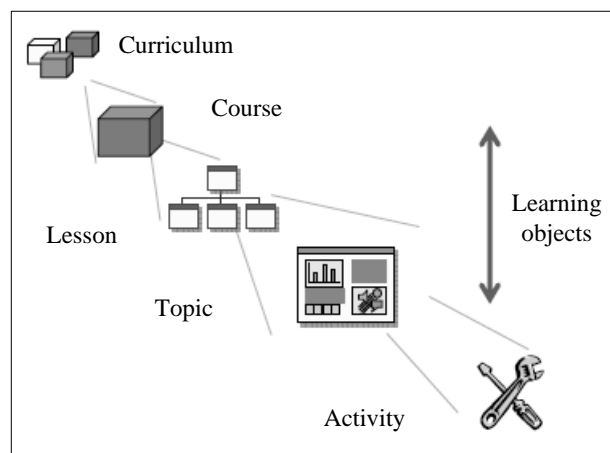 Curriculum
Course
Learning
objects
Lesson
Topic
Activity